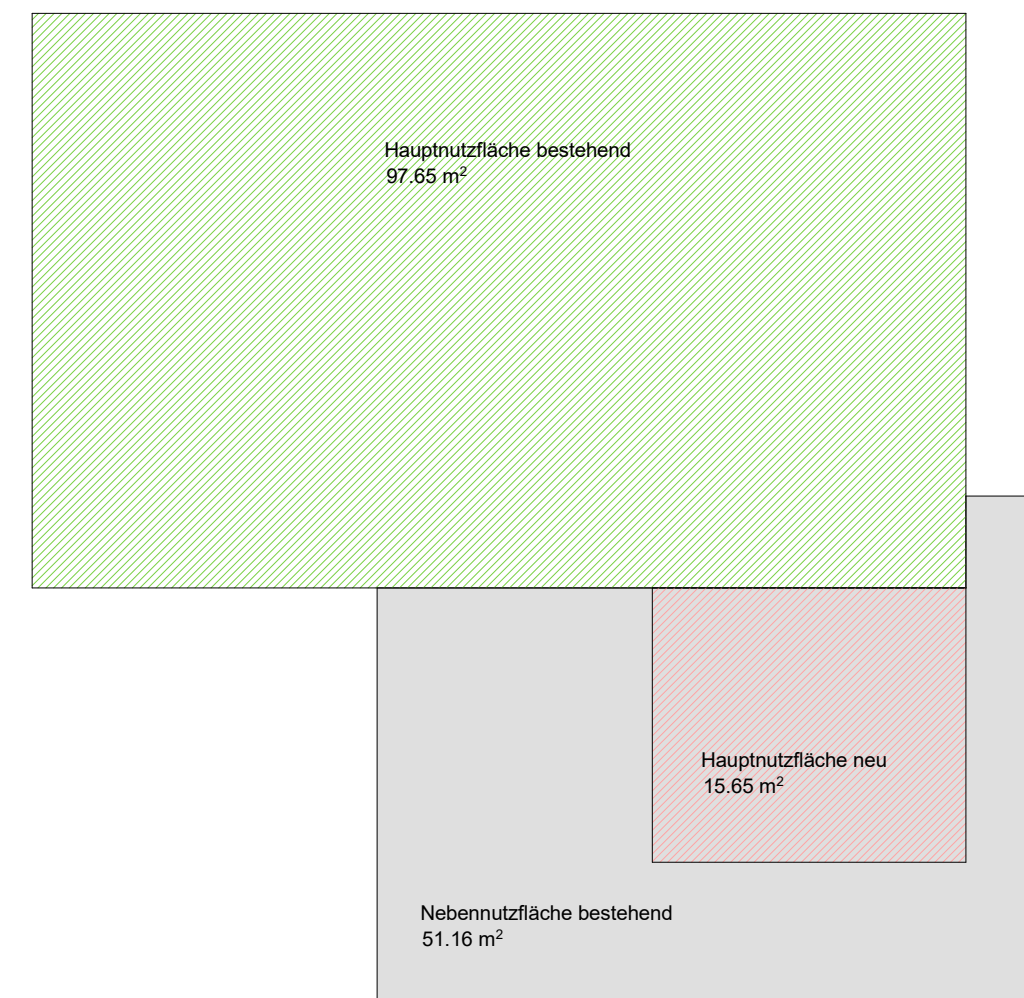 Hauptnutzfläche bestehend
97.65 m²
Hauptnutzfläche neu
15.65 m²
Nebennutzfläche bestehend
51.16 m²